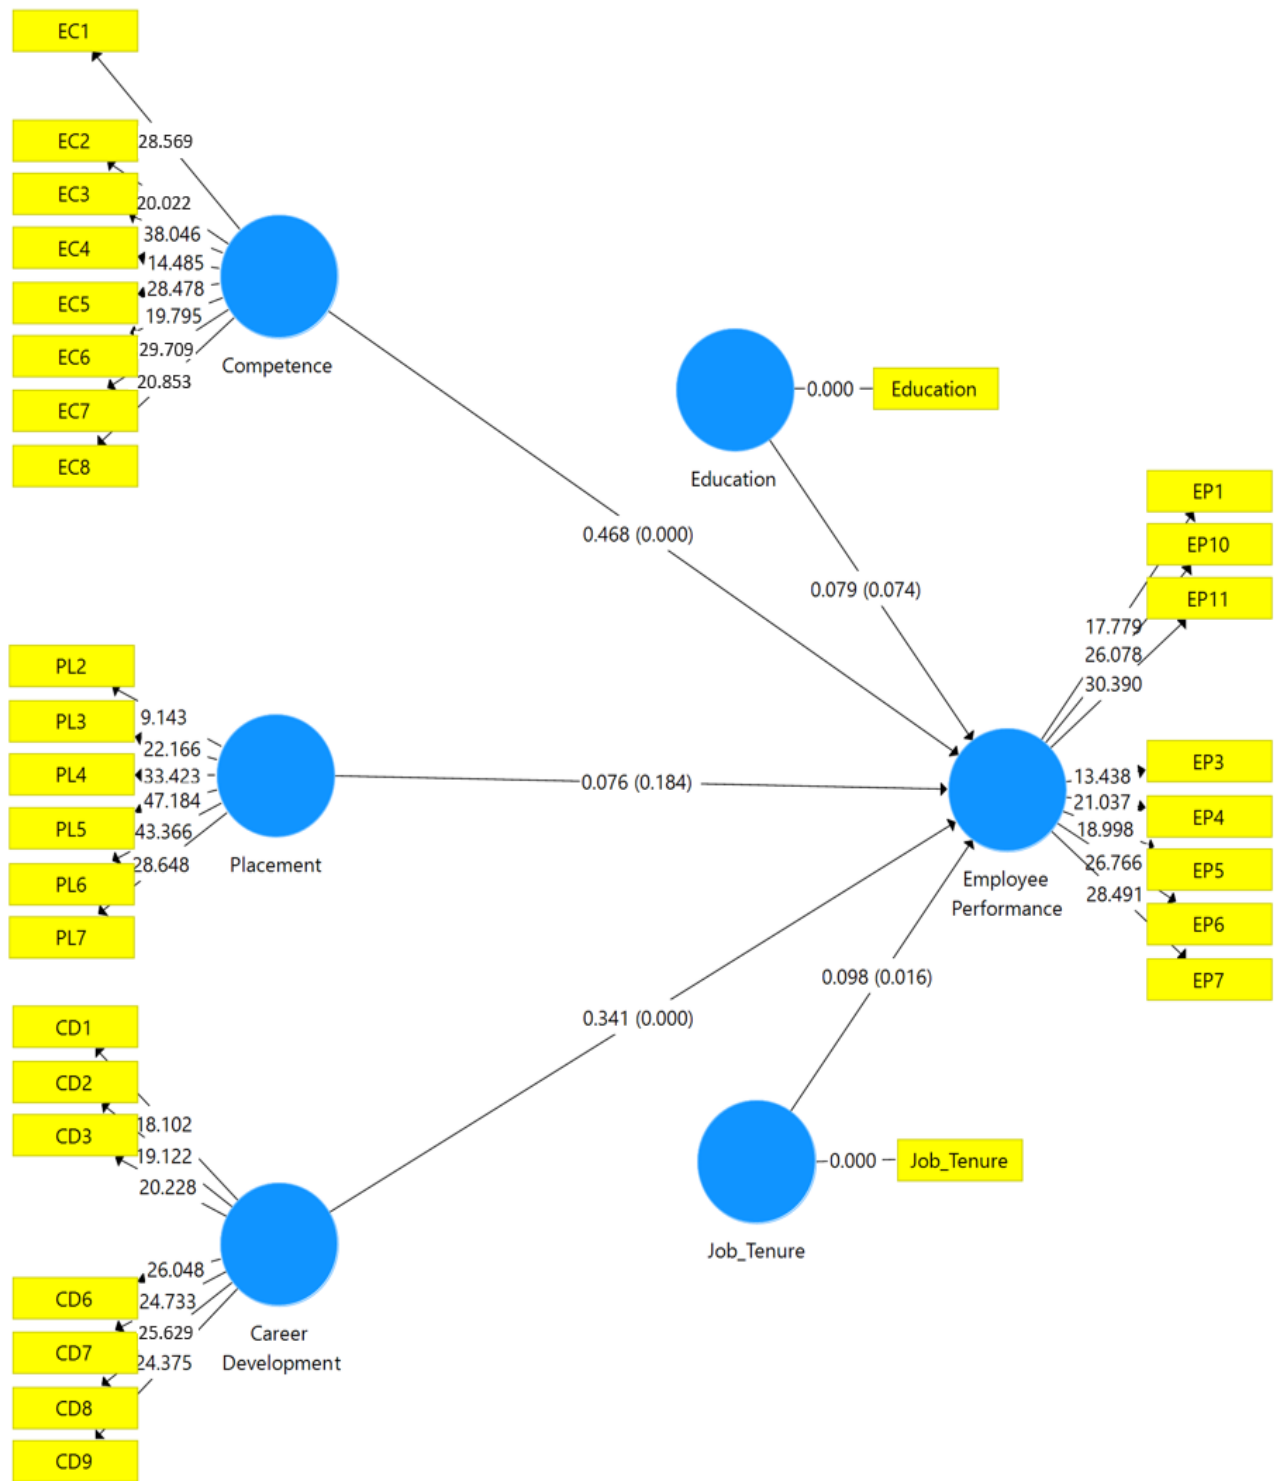 EC1
28.569
EC2
EC3
20.022
38.046
EC4
14.485
28.478
EC5
19.795
EC6
29.709
20.853
EC7
EC8
Competence
Education
0.000
Education
0.468 (0.000)
0.079 (0.074)
EP1
EP10
EP11
17.779
26.078
30.390
PL2
9.143
PL3
22.166
PL4
33.423
47.184
PL5
43.366
28.648
PL6
PL7
Placement
0.076 (0.184)
13.438
EP3
21.037
EP4
18.998
26.766
EP5
28.491
EP6
EP7
Employee
Performance
0.098 (0.016)
0.341 (0.000)
CD1
CD2
18.102
CD3
19.122
20.228
26.048
CD6
24.733
25.629
CD7
24.375
CD8
CD9
Career
Development
0.000
Job_Tenure
Job_Tenure